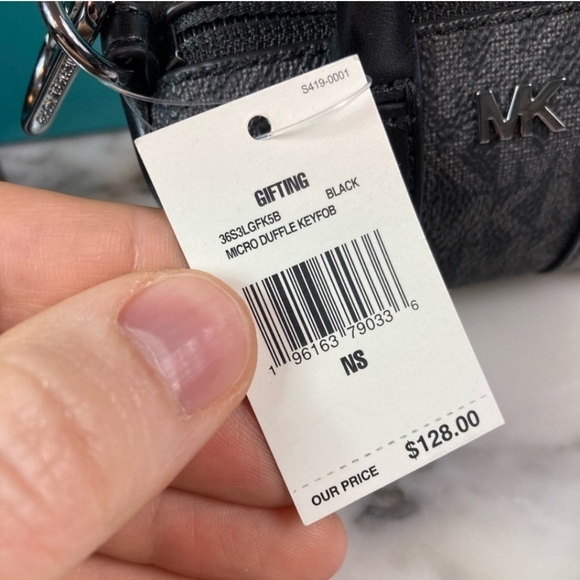 S419-0001
GIFTING
36S3LGFK5B BLACK
MICRO DUFFLE KEYFOB
1 96163 79033 6
NS
OUR PRICE $128.00
MK